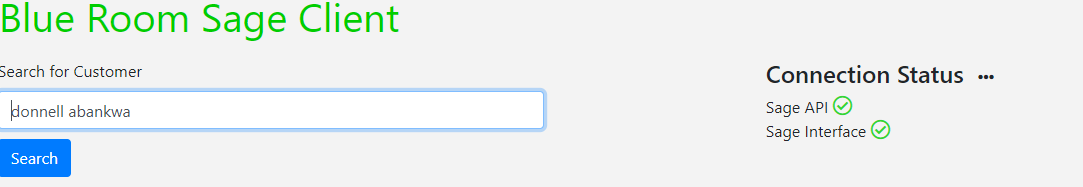 Blue Room Sage Client
Search for Customer
donnell abankwa
Search
Connection Status ...
Sage API
Sage Interface